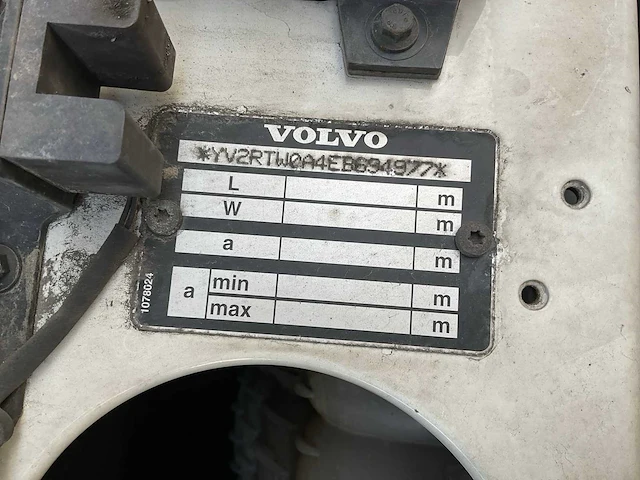 VOLVO
*YV2RTW0A4EB694977*
L m
W m
a m
a min m
max m
1078024